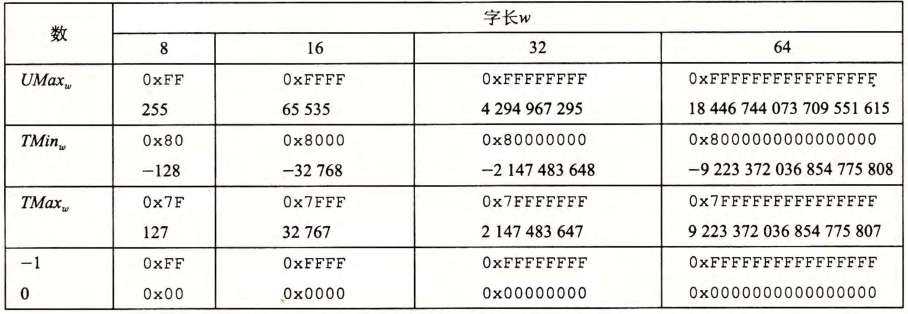 数 字长w
8 16 32 64
UMax_w 0xFF 0xFFFF 0xFFFFFFFF 0xFFFFFFFFFFFFFFFF
255 65 535 4 294 967 295 18 446 744 073 709 551 615
TMin_w 0x80 0x8000 0x80000000 0x8000000000000000
−128 −32 768 −2 147 483 648 −9 223 372 036 854 775 808
TMax_w 0x7F 0x7FFF 0x7FFFFFFF 0x7FFFFFFFFFFFFFFF
127 32 767 2 147 483 647 9 223 372 036 854 775 807
−1 0xFF 0xFFFF 0xFFFFFFFF 0xFFFFFFFFFFFFFFFF
0 0x00 0x0000 0x00000000 0x0000000000000000